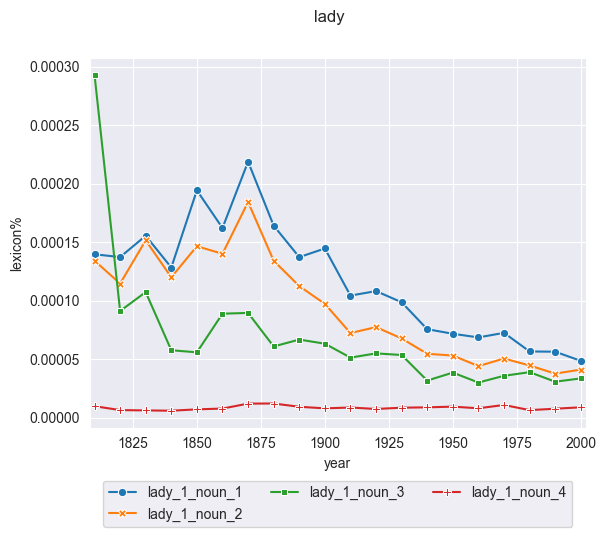 lady
0.00030
0.00025
0.00020
0.00015
0.00010
0.00005
0.00000
lexicon%
1825 1850 1875 1900 1925 1950 1975 2000
year
lady_1_noun_1 lady_1_noun_3 lady_1_noun_4
lady_1_noun_2